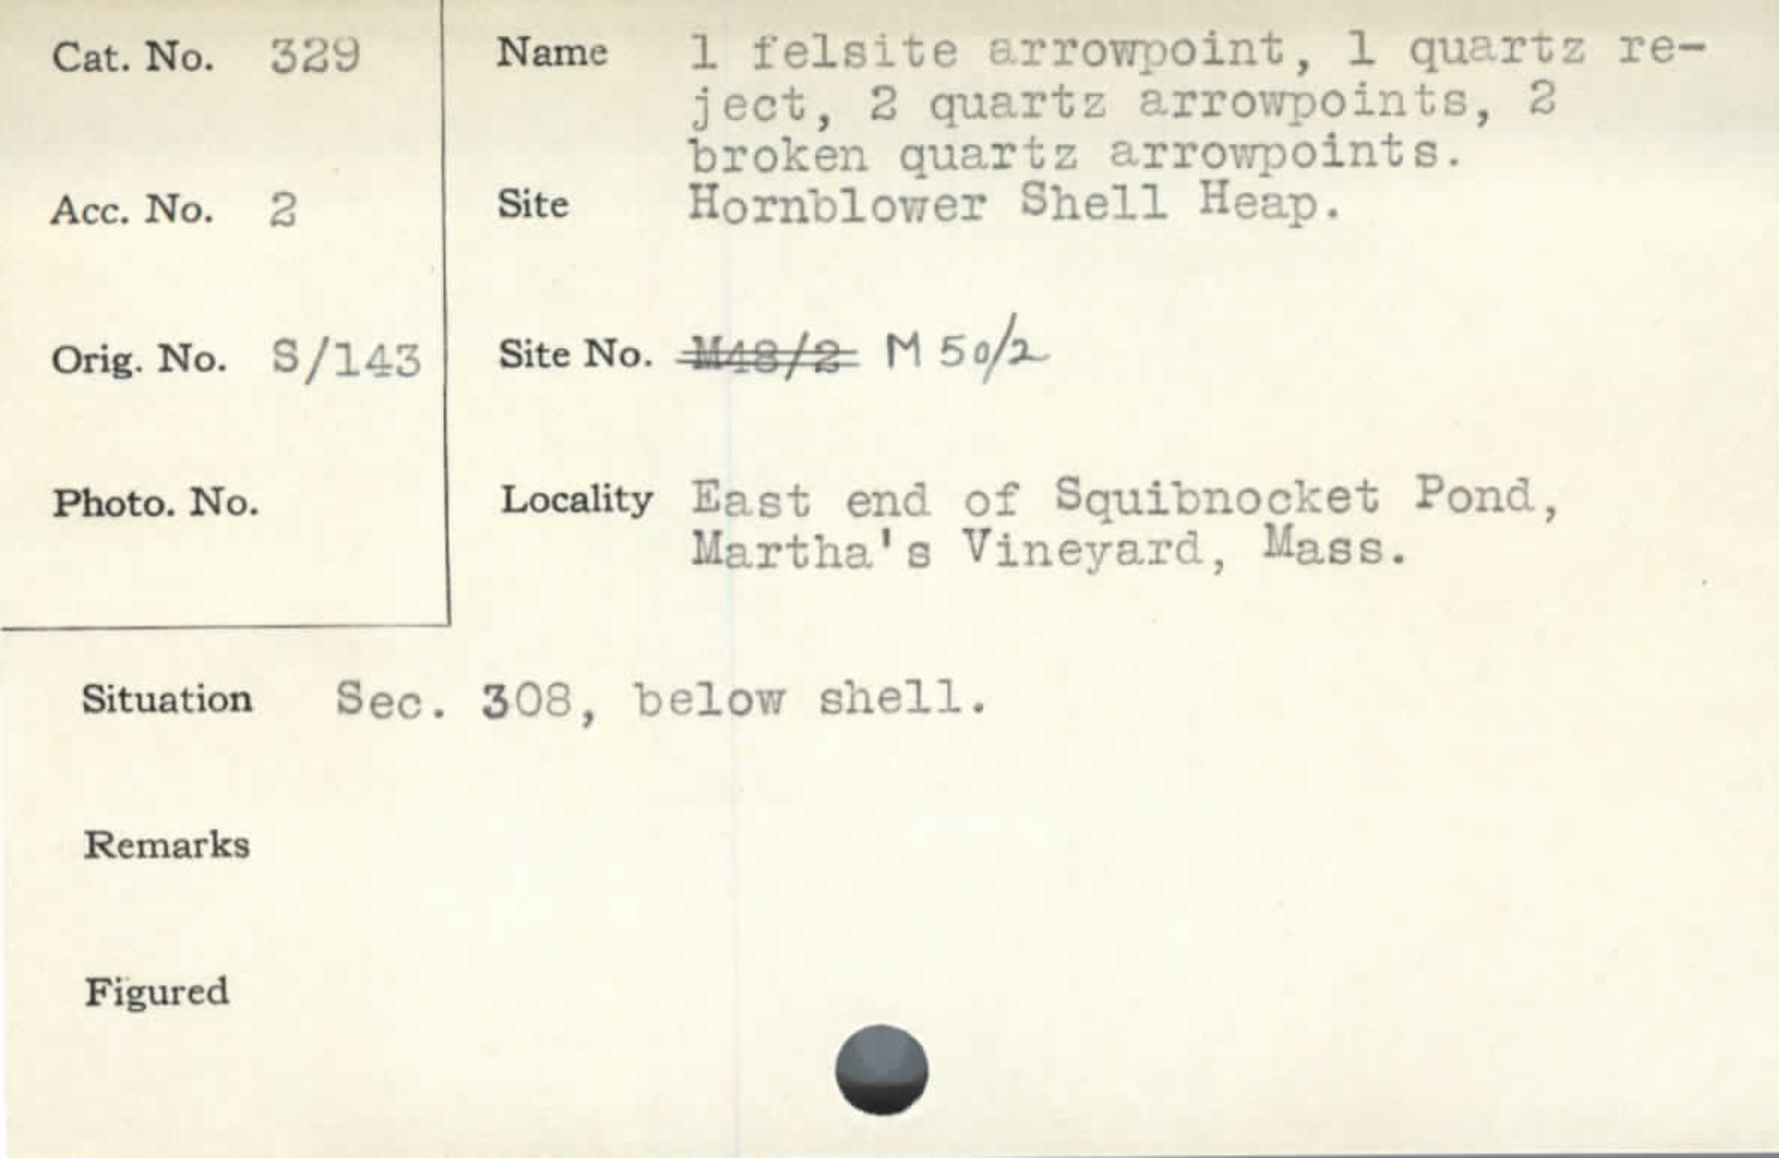 Cat. No. 329
Name 1 felsite arrowpoint, 1 quartz re-
ject, 2 quartz arrowpoints, 2
broken quartz arrowpoints.
Acc. No. 2
Site Hornblower Shell Heap.
Orig. No. S/143
Site No. M48/2 M 50/2
Photo. No.
Locality East end of Squibnocket Pond,
Martha's Vineyard, Mass.
Situation Sec. 308, below shell.
Remarks
Figured